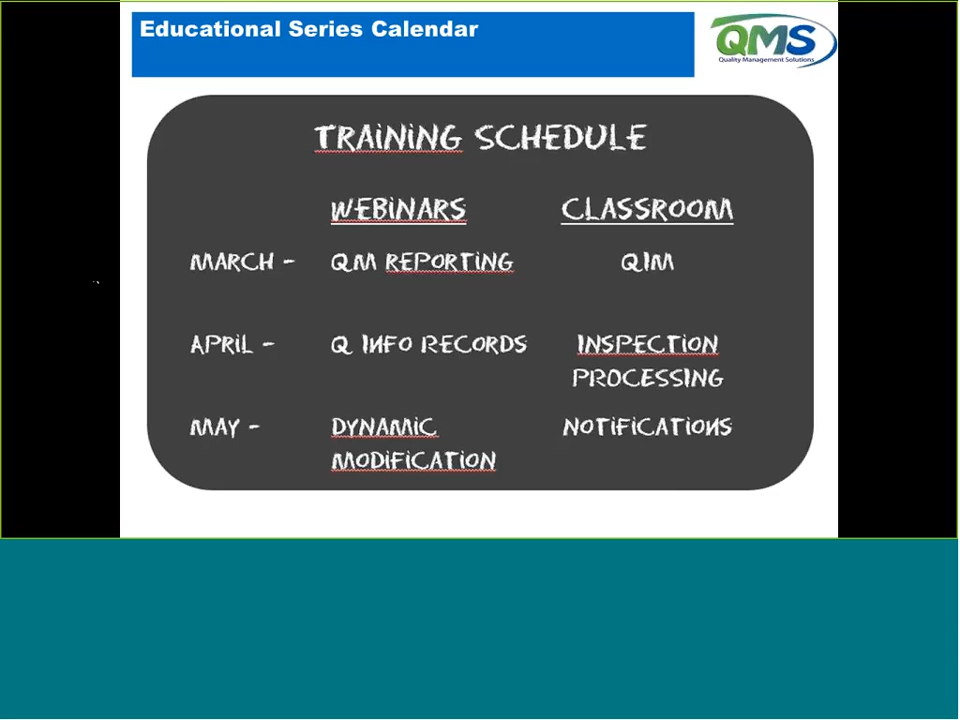 Educational Series Calendar
QMS
Quality Management Solutions
TRAiNiNG SCHEDULE
WEBiNARS CLASSROOM
MARCH - QM REPORTiNG QIM
APRiL - Q INFO RECORDS INSPECTiON
PROCESSING
MAY - DYNAMiC NOTiFiCATiONS
MODiFiCATiON